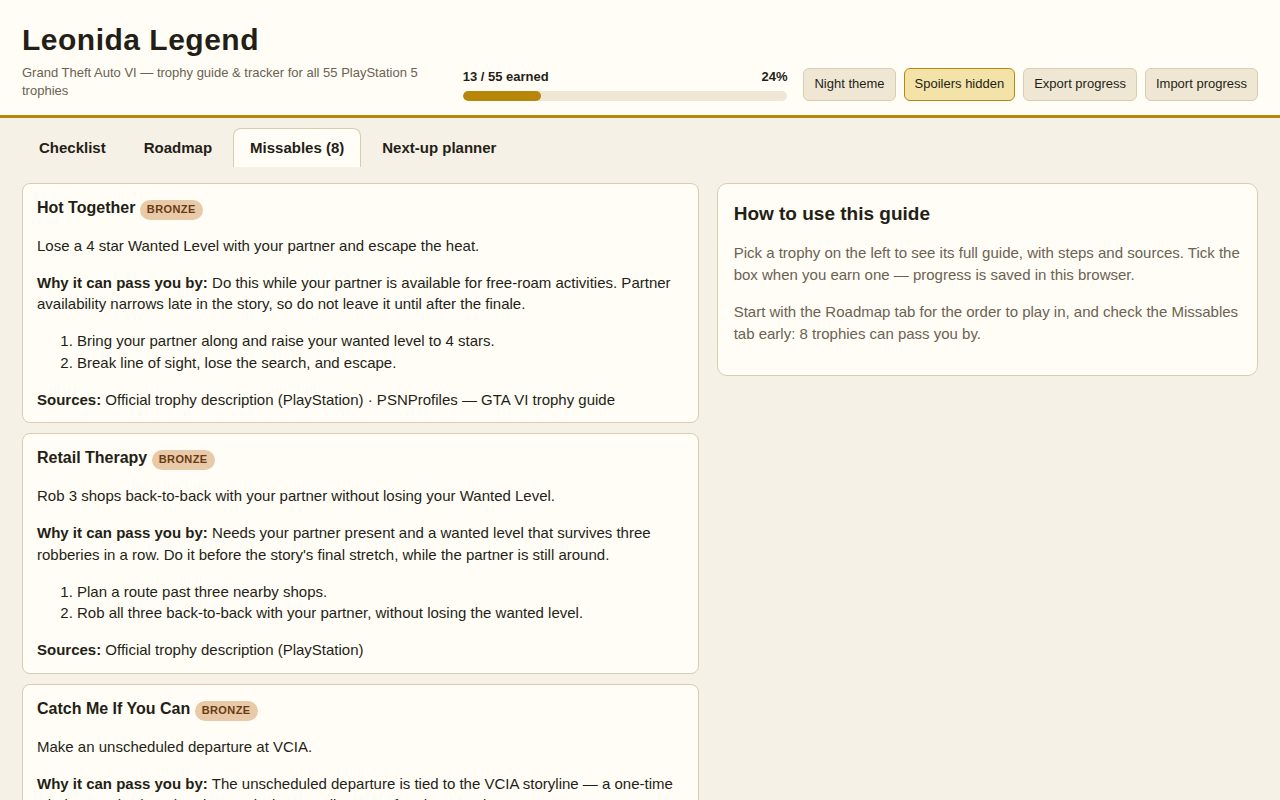 Leonida Legend
Grand Theft Auto VI — trophy guide & tracker for all 55 PlayStation 5
trophies
13 / 55 earned
24%
Night theme
Spoilers hidden
Export progress
Import progress
Checklist
Roadmap
Missables (8)
Next-up planner
Hot Together BRONZE
Lose a 4 star Wanted Level with your partner and escape the heat.
Why it can pass you by: Do this while your partner is available for free-roam activities. Partner
availability narrows late in the story, so do not leave it until after the finale.
1. Bring your partner along and raise your wanted level to 4 stars.
2. Break line of sight, lose the search, and escape.
Sources: Official trophy description (PlayStation) · PSNProfiles — GTA VI trophy guide
Retail Therapy BRONZE
Rob 3 shops back-to-back with your partner without losing your Wanted Level.
Why it can pass you by: Needs your partner present and a wanted level that survives three
robberies in a row. Do it before the story's final stretch, while the partner is still around.
1. Plan a route past three nearby shops.
2. Rob all three back-to-back with your partner, without losing the wanted level.
Sources: Official trophy description (PlayStation)
Catch Me If You Can BRONZE
Make an unscheduled departure at VCIA.
Why it can pass you by: The unscheduled departure is tied to the VCIA storyline — a one-time
How to use this guide
Pick a trophy on the left to see its full guide, with steps and sources. Tick the
box when you earn one — progress is saved in this browser.
Start with the Roadmap tab for the order to play in, and check the Missables
tab early: 8 trophies can pass you by.